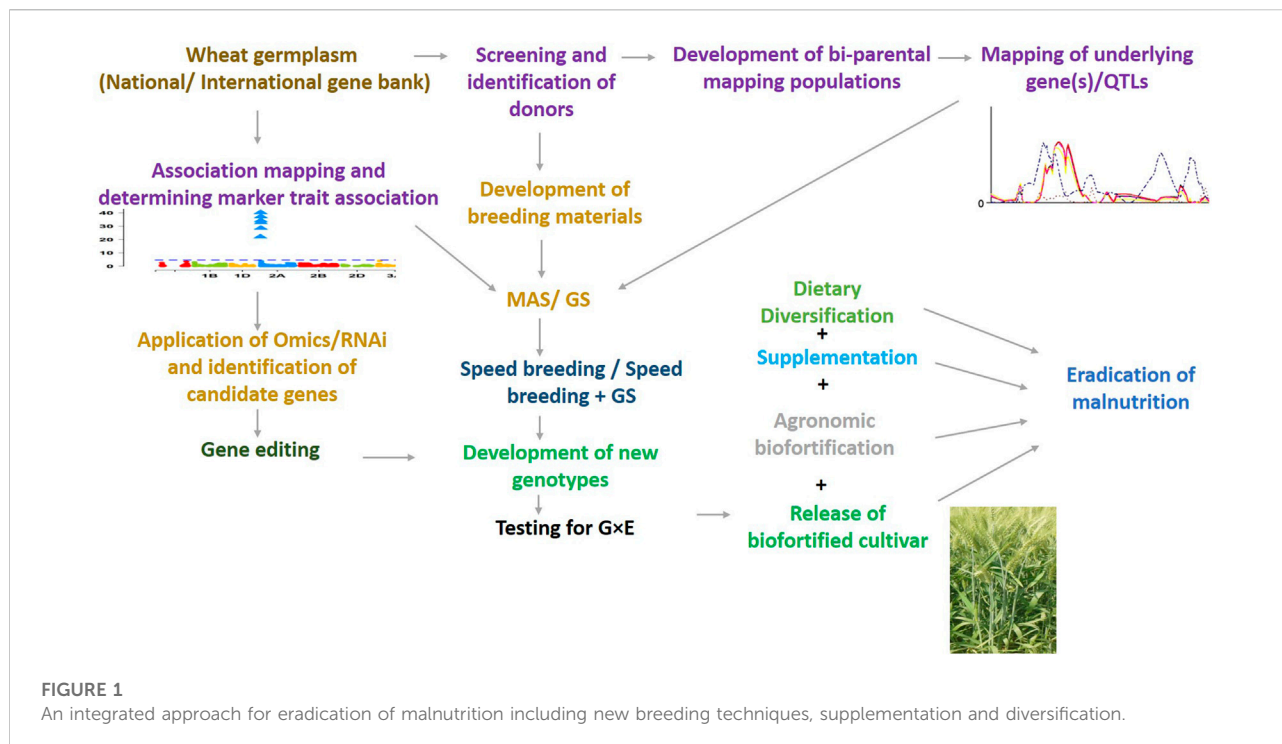 Wheat germplasm
(National/ International gene bank)
Screening and
identification of
donors
Development of bi-parental
mapping populations
Mapping of underlying
gene(s)/QTLs
0
Association mapping and
determining marker trait association
40
30
20
10
0
1B 1D 2A 2B 2D 3.
Development of
breeding materials
MAS/ GS
Application of Omics/RNAi
and identification of
candidate genes
Speed breeding / Speed
breeding + GS
Gene editing
Development of new
genotypes
Testing for G×E
Dietary
Diversification
+
Supplementation
+
Agronomic
biofortification
+
Release of
biofortified cultivar
Eradication of
malnutrition
FIGURE 1
An integrated approach for eradication of malnutrition including new breeding techniques, supplementation and diversification.